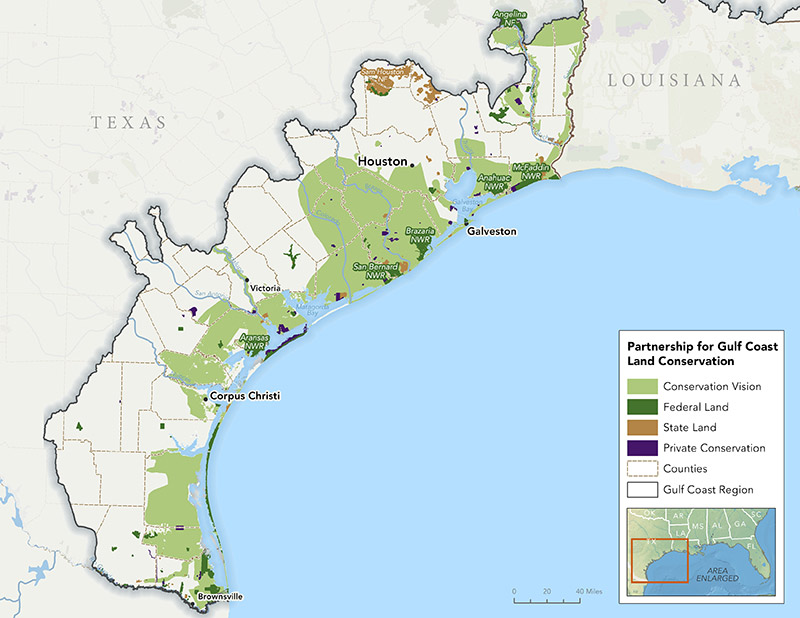 Angelina
NF
LOUISIANA
Sam Houston
NF
TEXAS
Houston
McFaddin
NWR
Anahuac
NWR
Galveston
Bay
Colorado
Brazaria
NWR
Galveston
San Bernard
NWR
Victoria
San Antonio
Matagorda
Bay
Aransas
NWR
Corpus Christi
Brownsville
Partnership for Gulf Coast
Land Conservation
Conservation Vision
Federal Land
State Land
Private Conservation
Counties
Gulf Coast Region
OK
AR
SC
TX
LA
MS
AL
GA
FL
AREA
ENLARGED
0 20 40 Miles